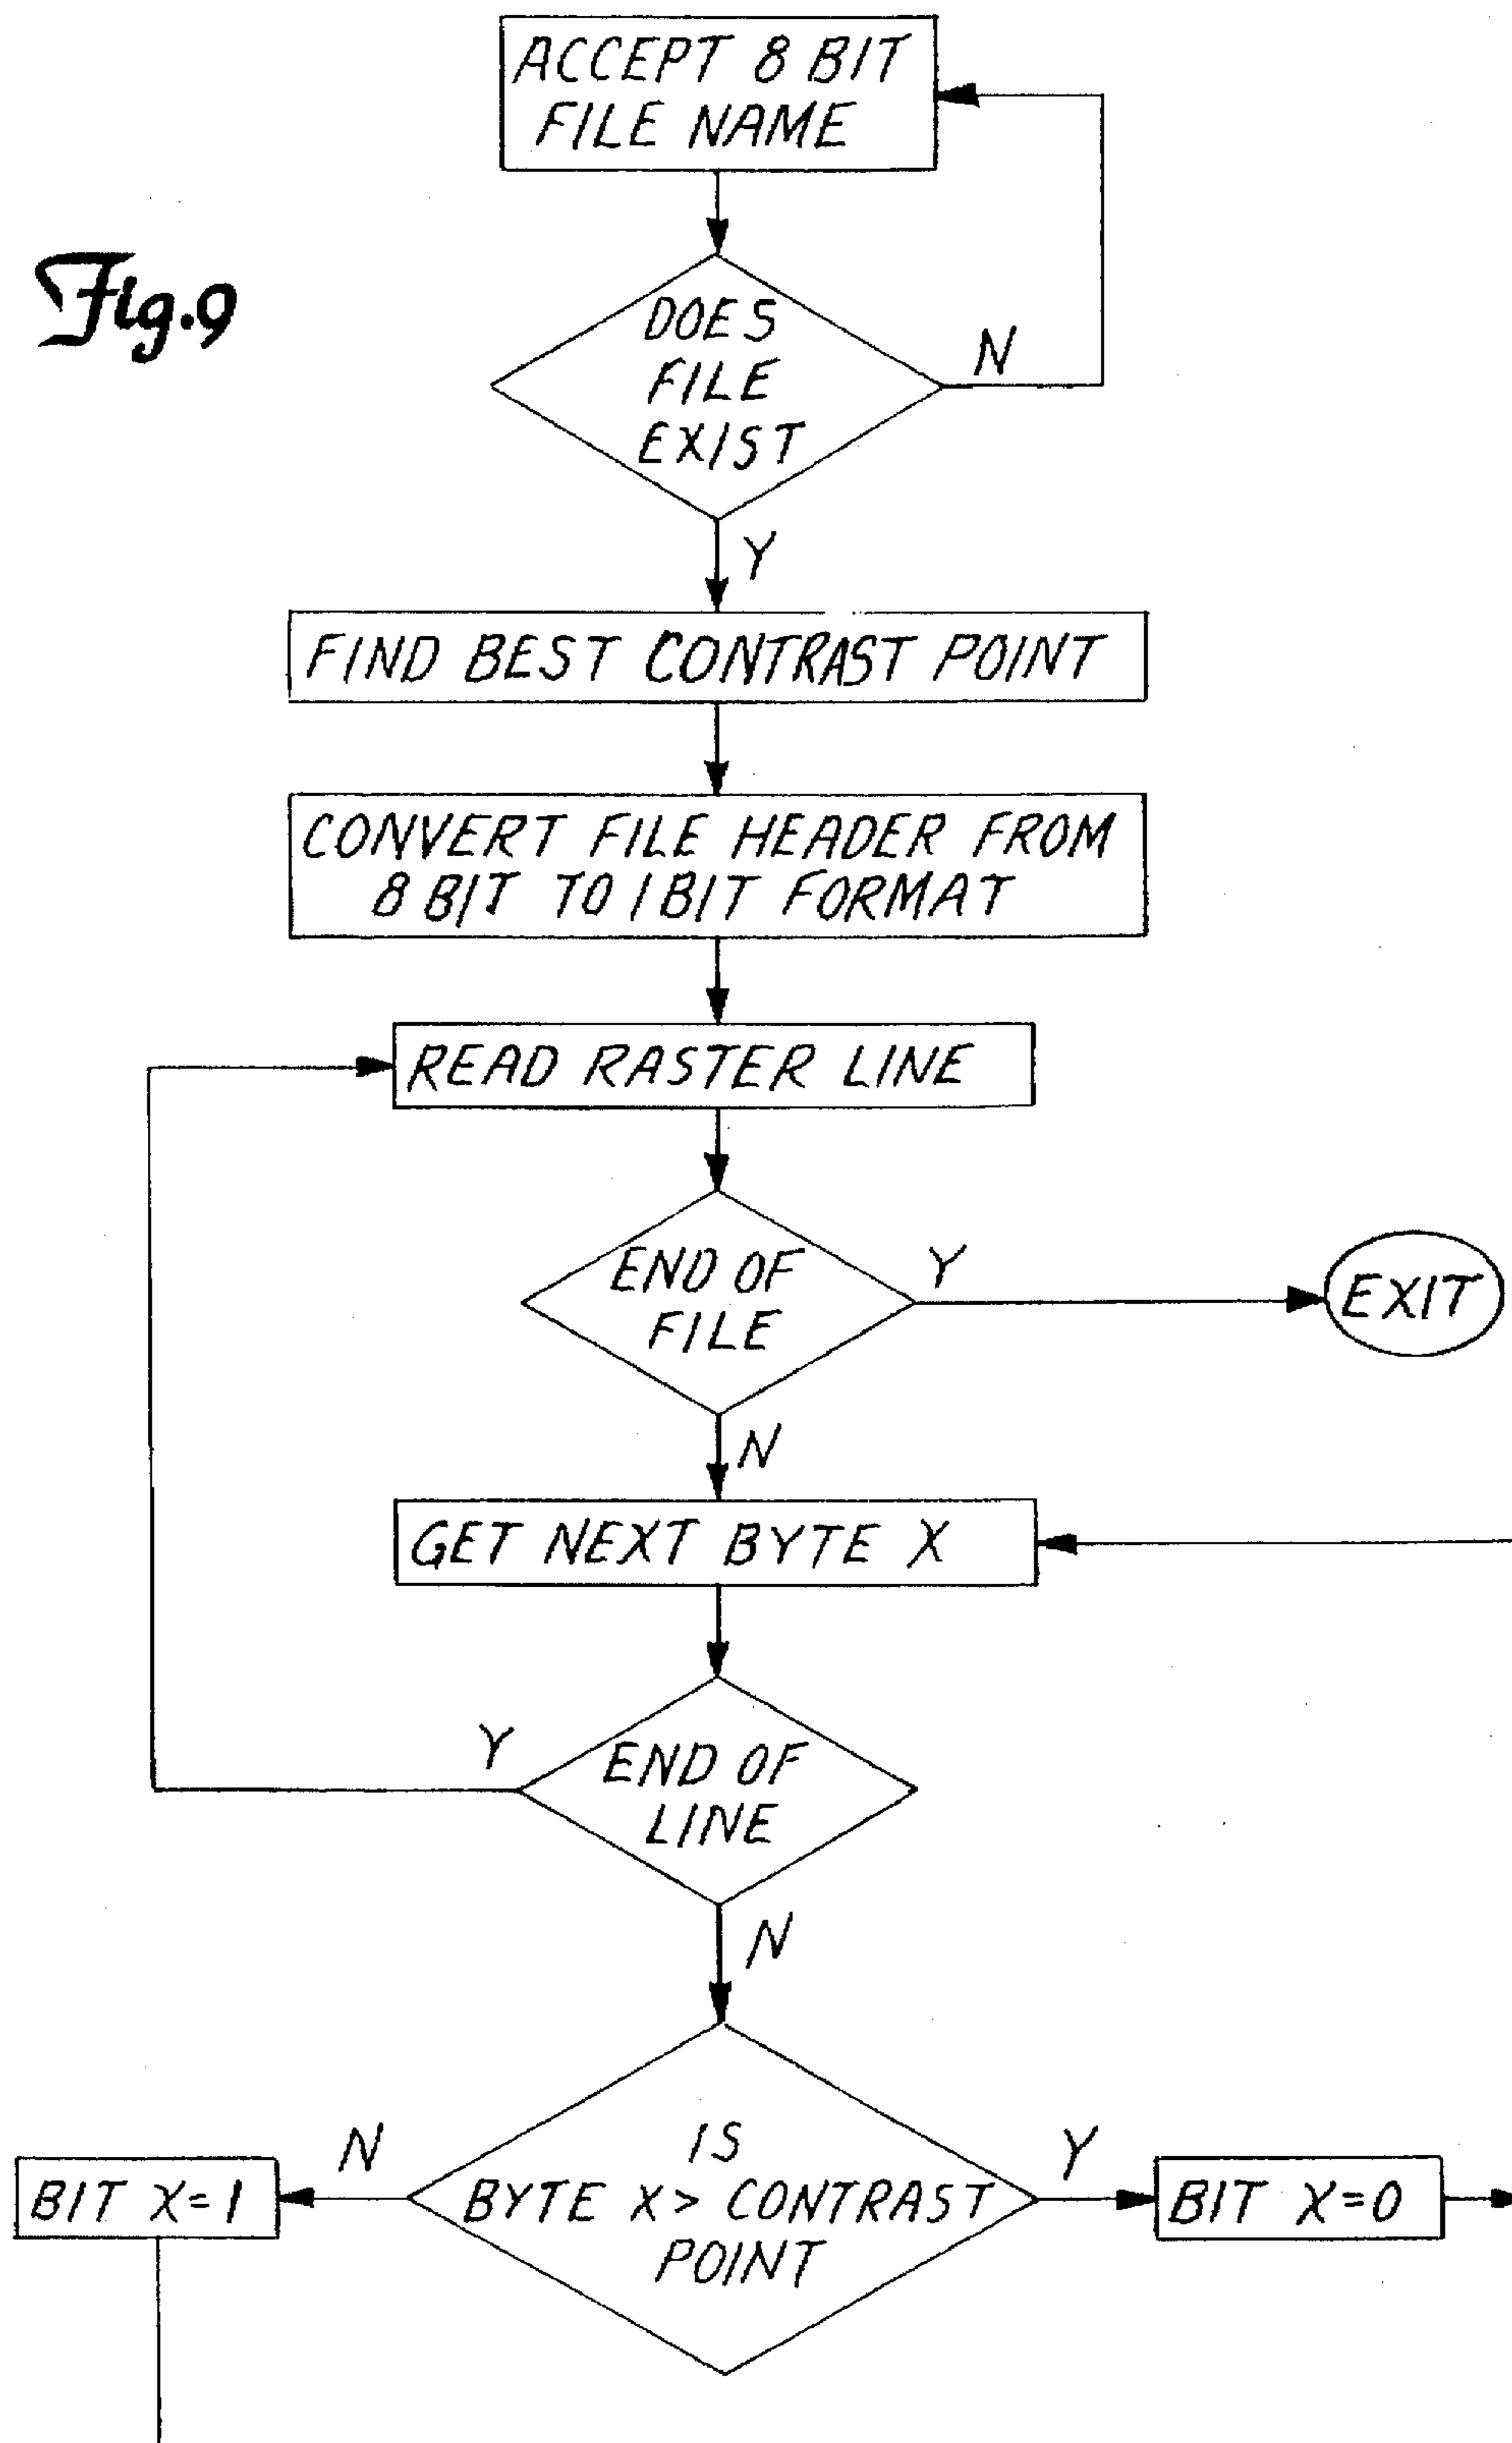 ACCEPT 8 BIT
FILE NAME
Fig.9
DOES
FILE
EXIST
N
Y
FIND BEST CONTRAST POINT
CONVERT FILE HEADER FROM
8 BIT TO 1 BIT FORMAT
READ RASTER LINE
END OF
FILE
Y
EXIT
N
GET NEXT BYTE X
Y
END OF
LINE
N
IS
BYTE X > CONTRAST
POINT
N
BIT X=1
Y
BIT X=0